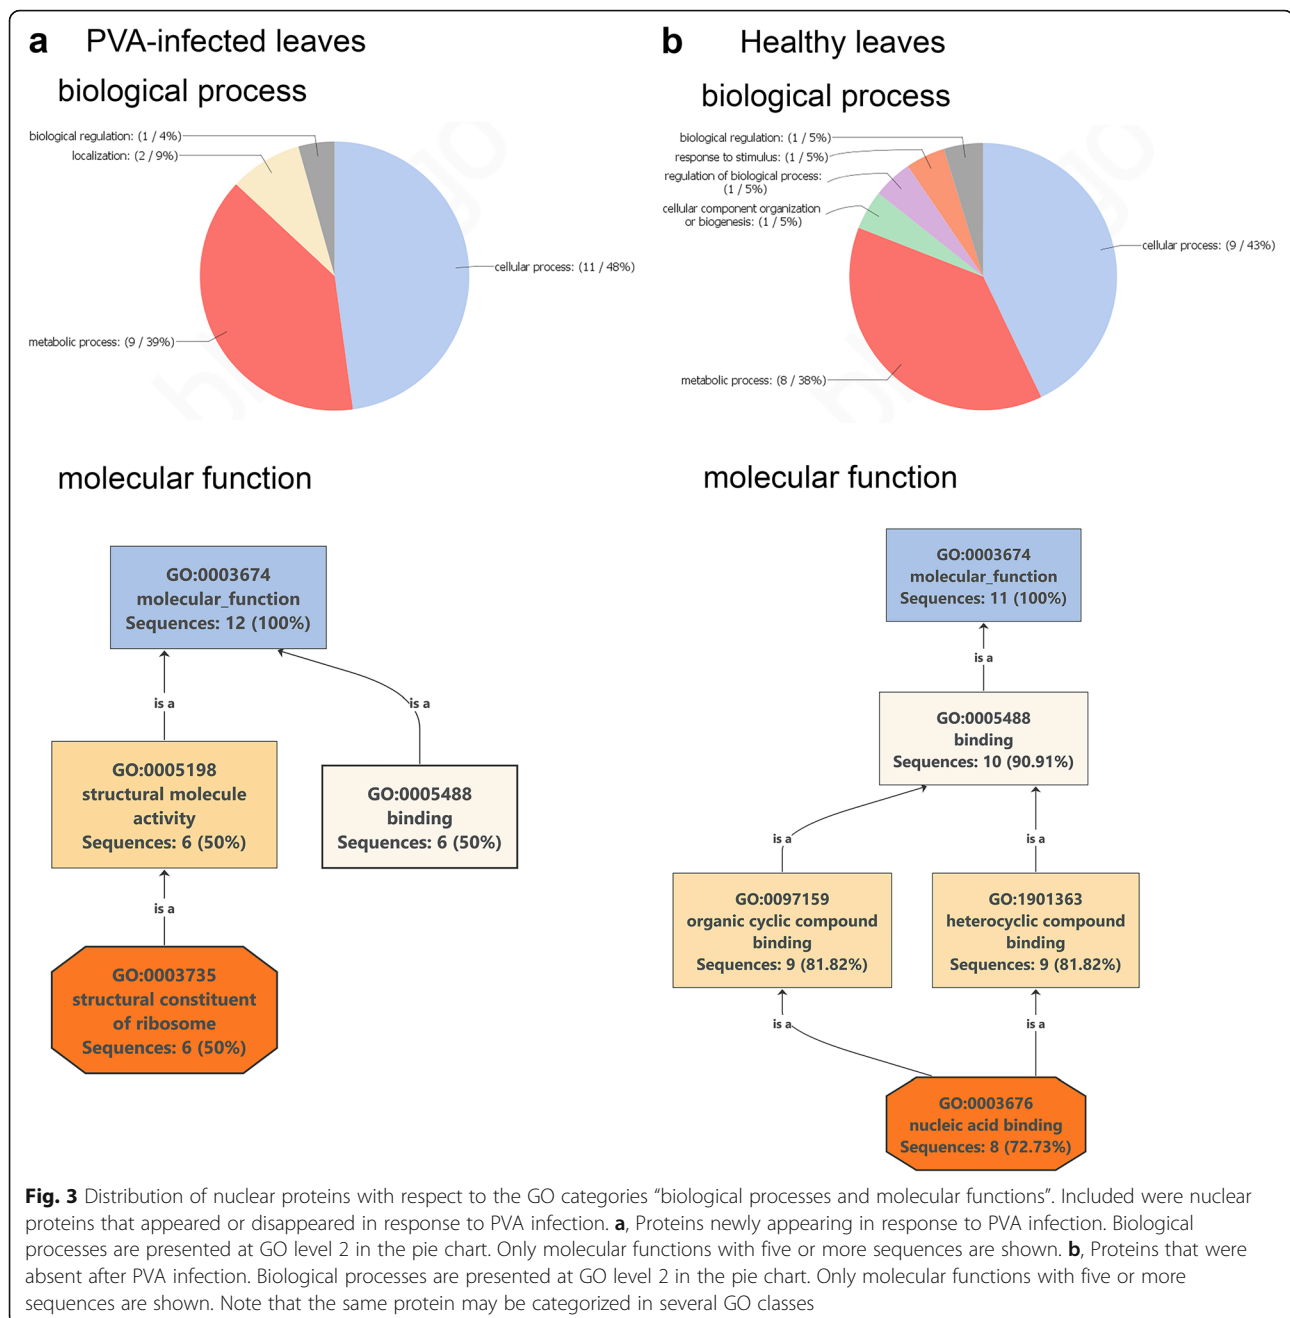 a PVA-infected leaves
biological process
biological regulation: (1 / 4%)
localization: (2 / 9%)
cellular process: (11 / 48%)
metabolic process: (9 / 39%)
molecular function
GO:0003674
molecular_function
Sequences: 12 (100%)
is a
is a
GO:0005198
structural molecule
activity
Sequences: 6 (50%)
GO:0005488
binding
Sequences: 6 (50%)
is a
GO:0003735
structural constituent
of ribosome
Sequences: 6 (50%)
b Healthy leaves
biological process
biological regulation: (1 / 5%)
response to stimulus: (1 / 5%)
regulation of biological process:
(1 / 5%)
cellular component organization
or biogenesis: (1 / 5%)
cellular process: (9 / 43%)
metabolic process: (8 / 38%)
molecular function
GO:0003674
molecular_function
Sequences: 11 (100%)
is a
GO:0005488
binding
Sequences: 10 (90.91%)
is a
is a
GO:0097159
organic cyclic compound
binding
Sequences: 9 (81.82%)
GO:1901363
heterocyclic compound
binding
Sequences: 9 (81.82%)
is a
is a
GO:0003676
nucleic acid binding
Sequences: 8 (72.73%)
Fig. 3 Distribution of nuclear proteins with respect to the GO categories “biological processes and molecular functions”. Included were nuclear
proteins that appeared or disappeared in response to PVA infection. a, Proteins newly appearing in response to PVA infection. Biological
processes are presented at GO level 2 in the pie chart. Only molecular functions with five or more sequences are shown. b, Proteins that were
absent after PVA infection. Biological processes are presented at GO level 2 in the pie chart. Only molecular functions with five or more
sequences are shown. Note that the same protein may be categorized in several GO classes